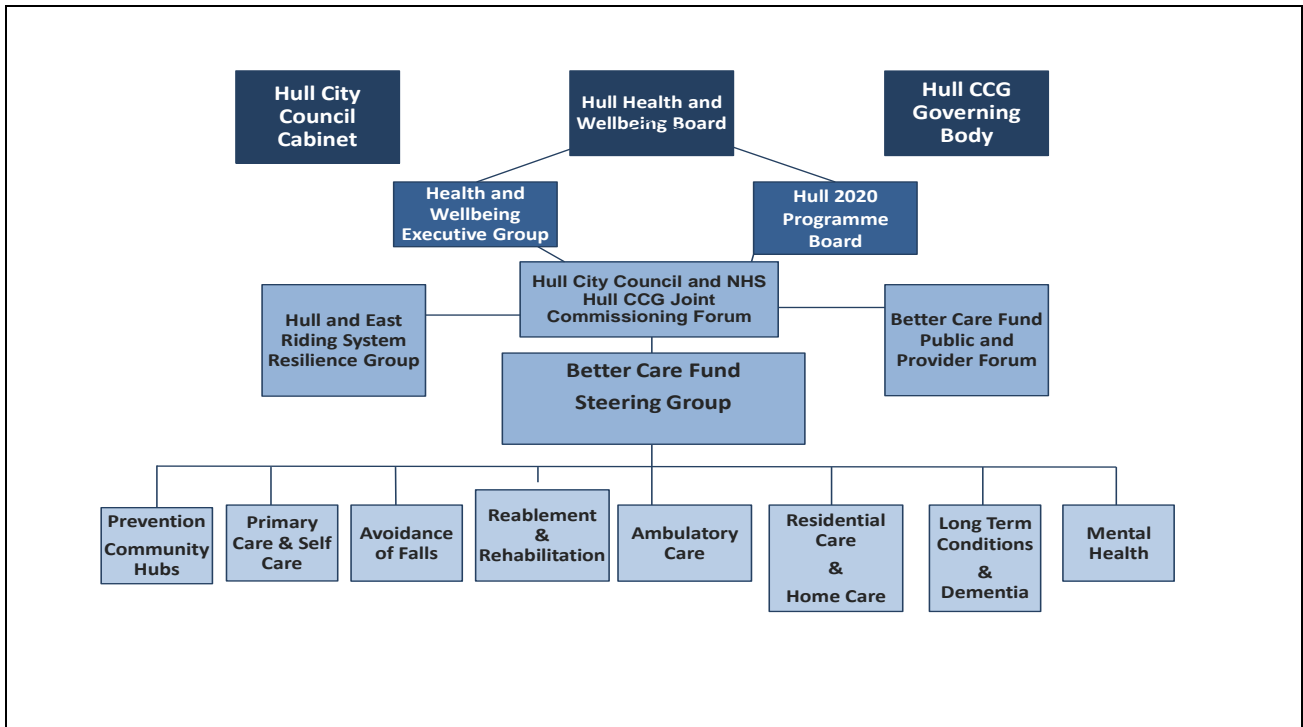 Hull City
Council
Cabinet
Hull Health and
Wellbeing Board
Hull CCG
Governing
Body
Health and
Wellbeing
Executive Group
Hull 2020
Programme
Board
Hull City Council and NHS
Hull CCG Joint
Commissioning Forum
Hull and East
Riding System
Resilience Group
Better Care Fund
Public and
Provider Forum
Better Care Fund
Steering Group
Prevention
Community
Hubs
Primary
Care & Self
Care
Avoidance
of Falls
Reablement
&
Rehabilitation
Ambulatory
Care
Residential
Care
&
Home Care
Long Term
Conditions
&
Dementia
Mental
Health